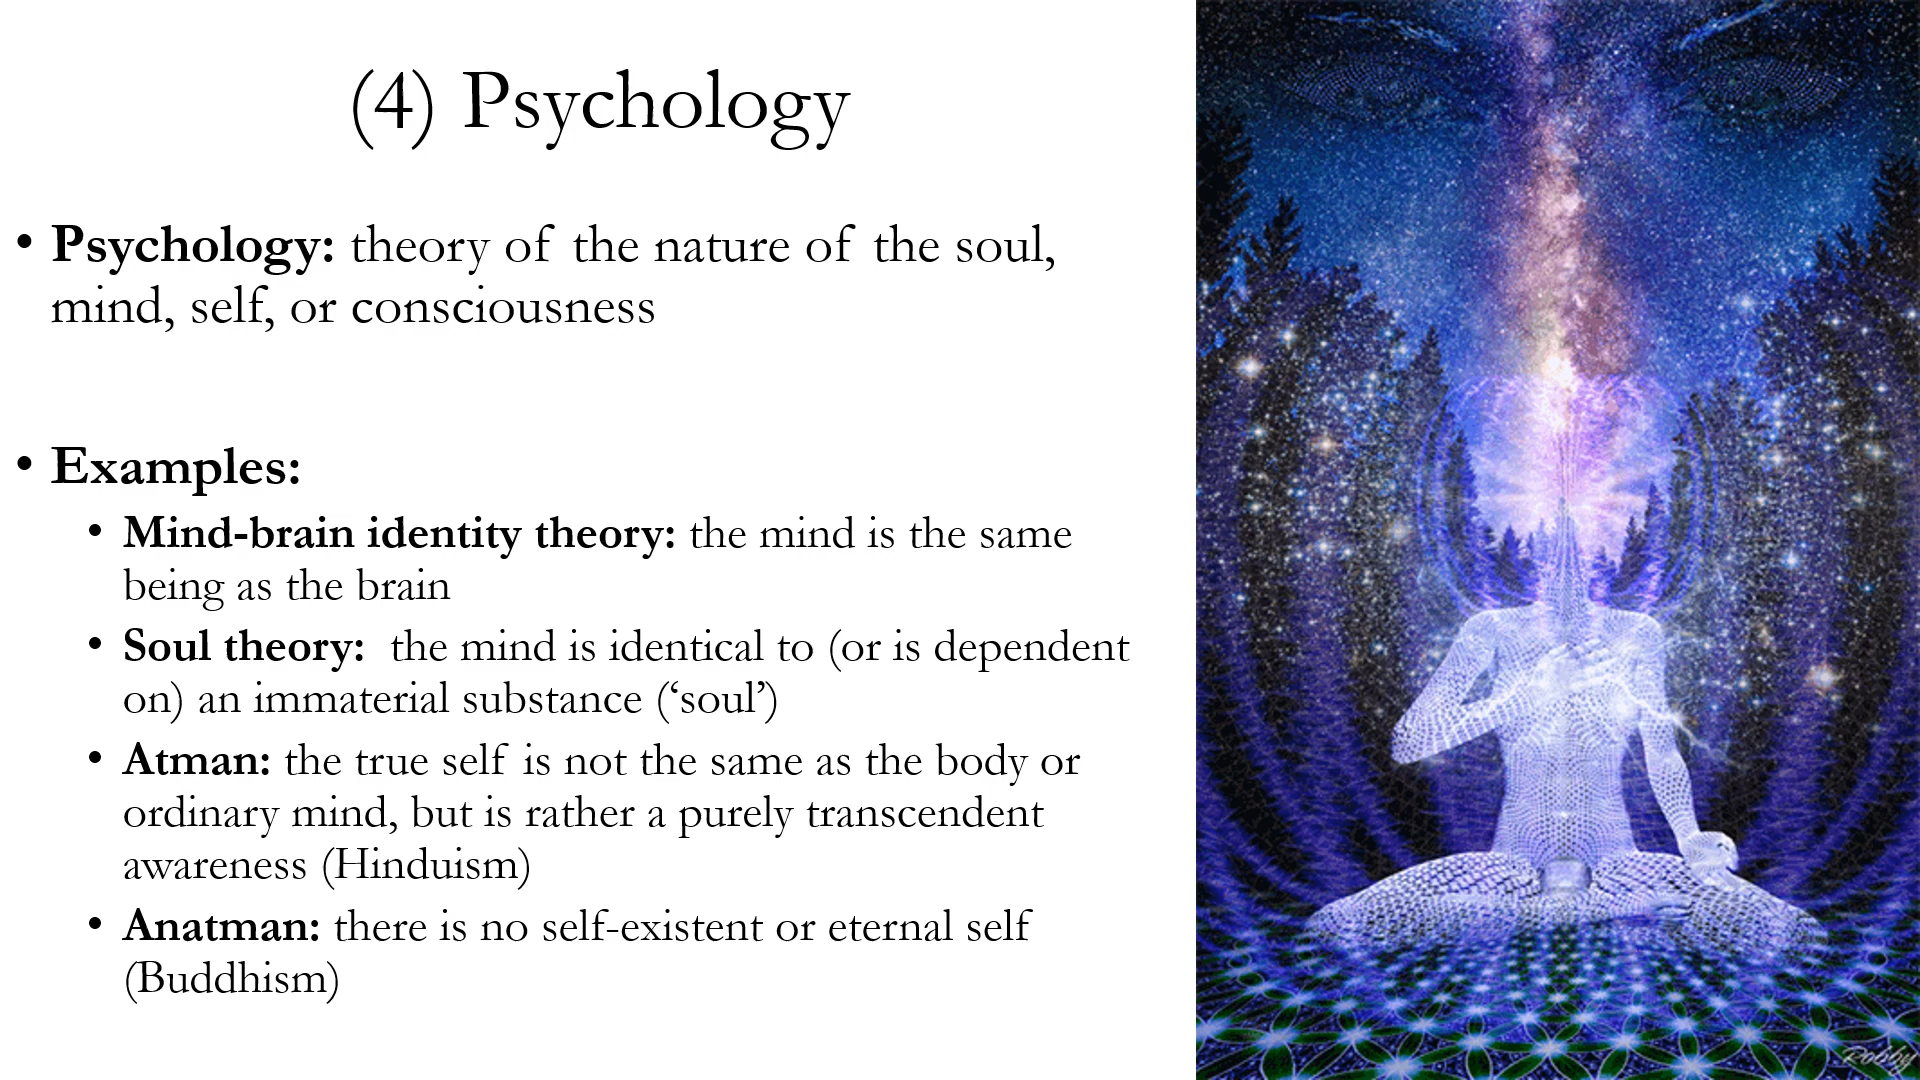 (4) Psychology
• Psychology: theory of the nature of the soul,
mind, self, or consciousness
• Examples:
• Mind-brain identity theory: the mind is the same
being as the brain
• Soul theory: the mind is identical to (or is dependent
on) an immaterial substance (‘soul’)
• Atman: the true self is not the same as the body or
ordinary mind, but is rather a purely transcendent
awareness (Hinduism)
• Anatman: there is no self-existent or eternal self
(Buddhism)
Robby